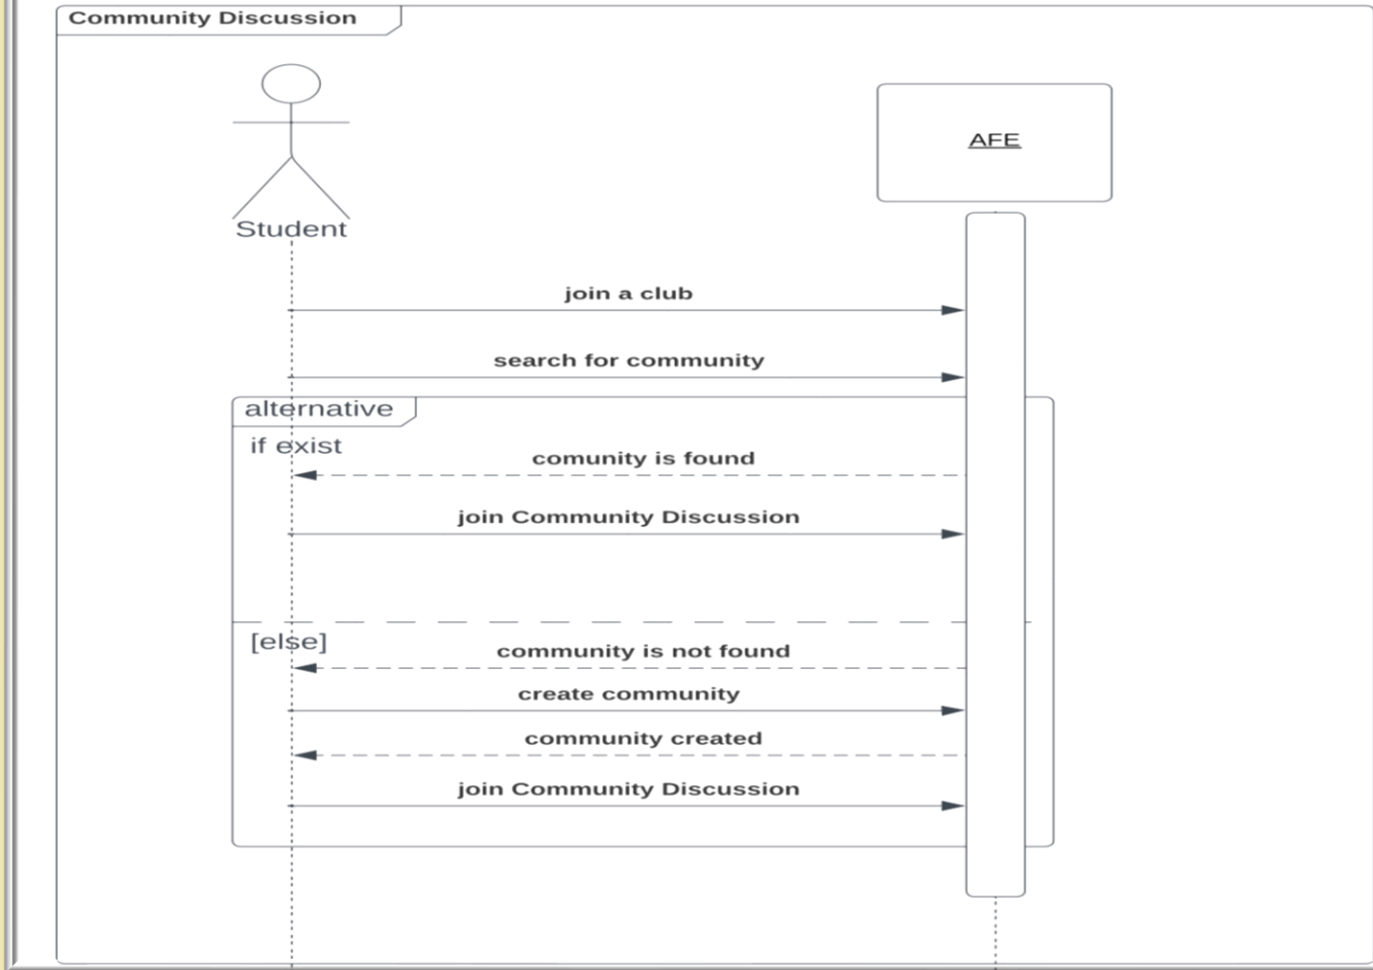 Community Discussion
AFE
Student
join a club
search for community
alternative
if exist
comunity is found
join Community Discussion
[else]
community is not found
create community
community created
join Community Discussion